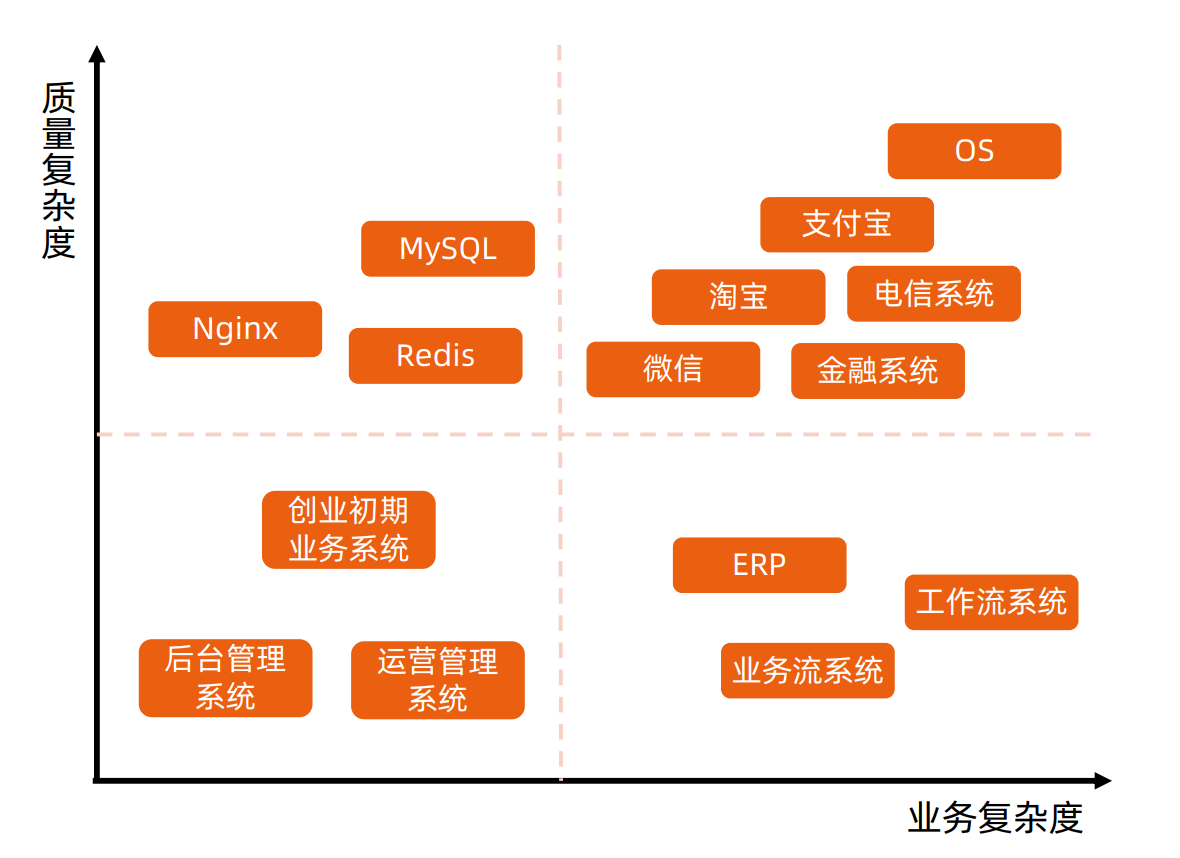 质量复杂度
OS
支付宝
MySQL
淘宝
电信系统
Nginx
Redis
微信
金融系统
创业初期
业务系统
ERP
工作流系统
后台管理
系统
运营管理
系统
业务流系统
业务复杂度